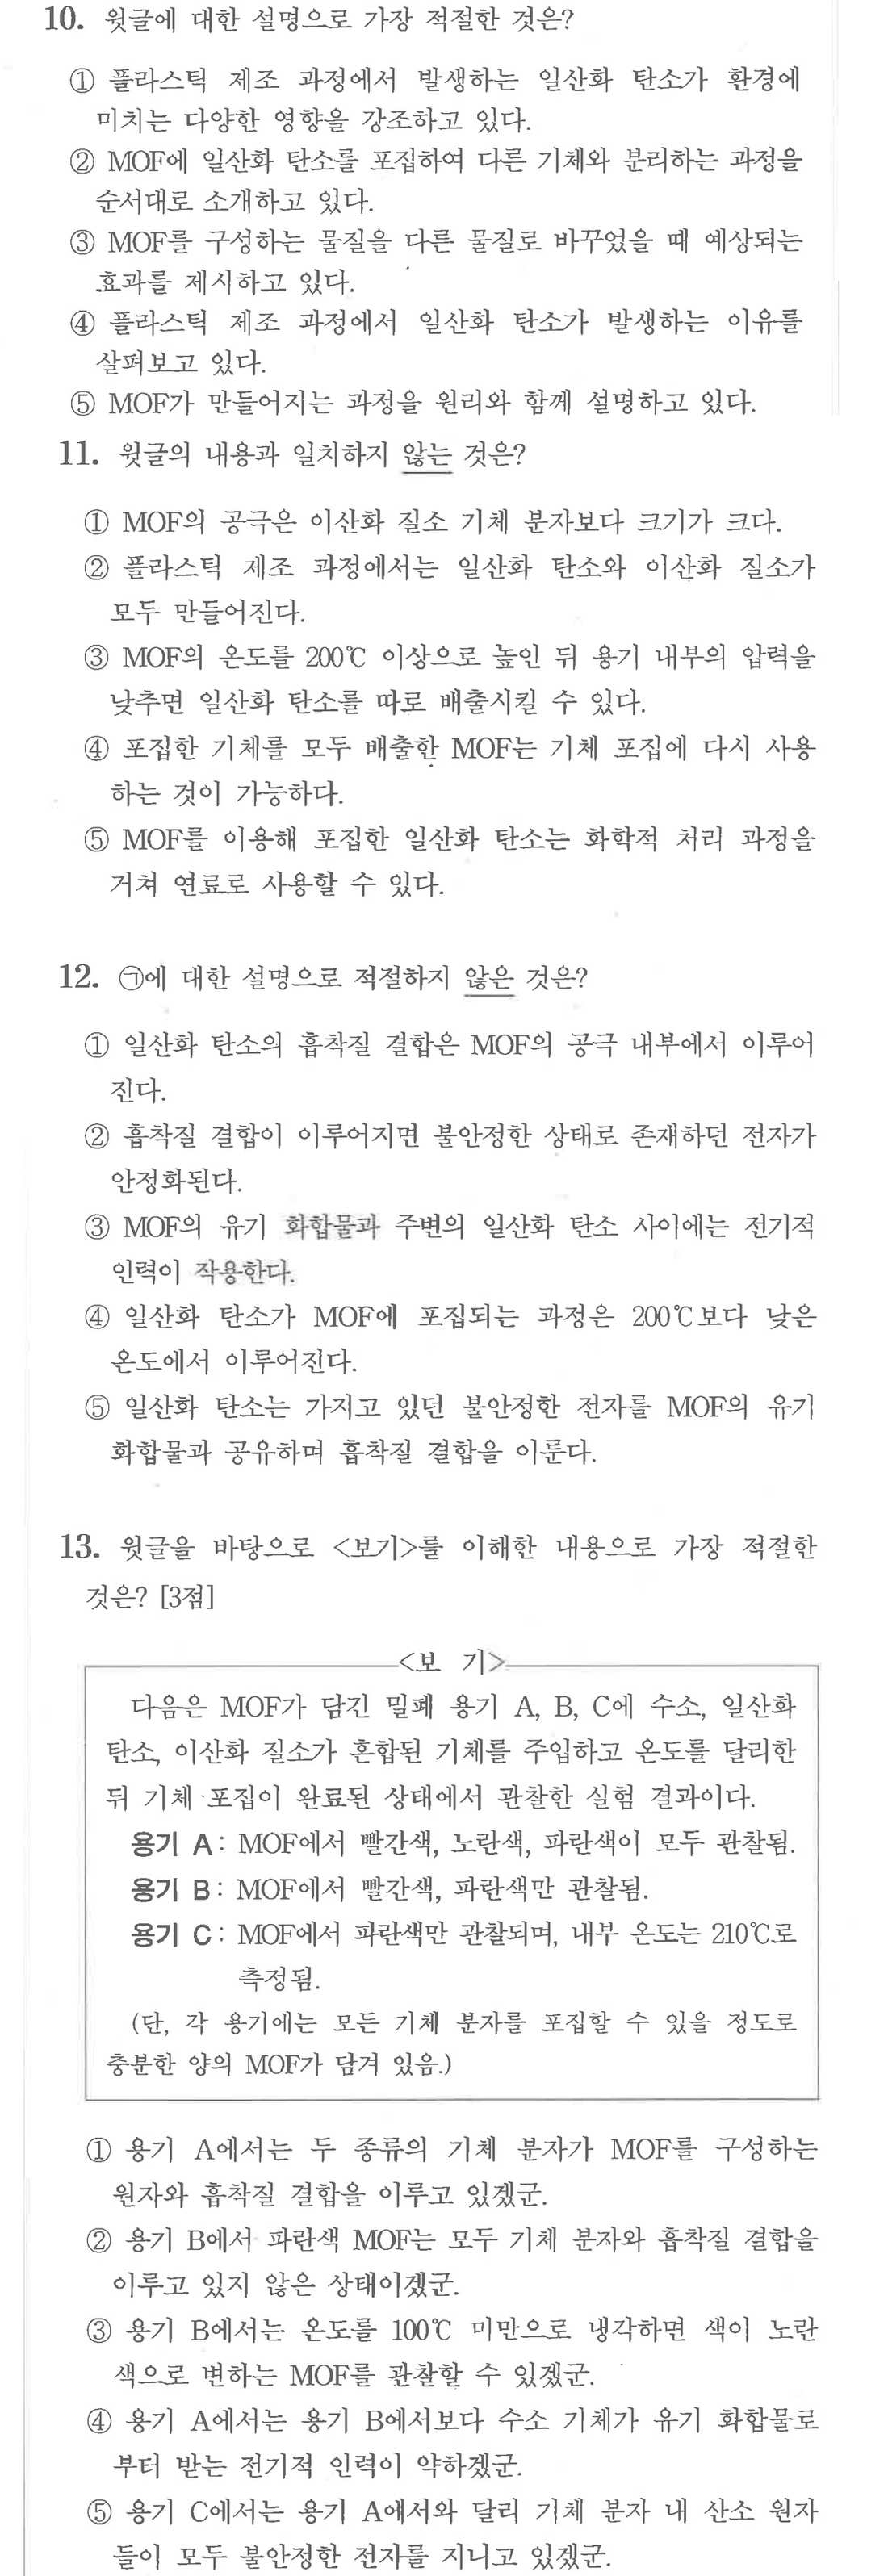 10. 윗글에 대한 설명으로 가장 적절한 것은?
① 플라스틱 제조 과정에서 발생하는 일산화 탄소가 환경에
미치는 다양한 영향을 강조하고 있다.
② MOF에 일산화 탄소를 포집하여 다른 기체와 분리하는 과정을
순서대로 소개하고 있다.
③ MOF를 구성하는 물질을 다른 물질로 바꾸었을 때 예상되는
효과를 제시하고 있다.
④ 플라스틱 제조 과정에서 일산화 탄소가 발생하는 이유를
살펴보고 있다.
⑤ MOF가 만들어지는 과정을 원리와 함께 설명하고 있다.
11. 윗글의 내용과 일치하지 않는 것은?
① MOF의 공극은 이산화 질소 기체 분자보다 크기가 크다.
② 플라스틱 제조 과정에서는 일산화 탄소와 이산화 질소가
모두 만들어진다.
③ MOF의 온도를 200℃ 이상으로 높인 뒤 용기 내부의 압력을
낮추면 일산화 탄소를 따로 배출시킬 수 있다.
④ 포집한 기체를 모두 배출한 MOF는 기체 포집에 다시 사용
하는 것이 가능하다.
⑤ MOF를 이용해 포집한 일산화 탄소는 화학적 처리 과정을
거쳐 연료로 사용할 수 있다.
12. ㉠에 대한 설명으로 적절하지 않은 것은?
① 일산화 탄소의 흡착질 결합은 MOF의 공극 내부에서 이루어
진다.
② 흡착질 결합이 이루어지면 불안정한 상태로 존재하던 전자가
안정화된다.
③ MOF의 유기 화합물과 주변의 일산화 탄소 사이에는 전기적
인력이 작용한다.
④ 일산화 탄소가 MOF에 포집되는 과정은 200℃보다 낮은
온도에서 이루어진다.
⑤ 일산화 탄소는 가지고 있던 불안정한 전자를 MOF의 유기
화합물과 공유하며 흡착질 결합을 이룬다.
13. 윗글을 바탕으로 <보기>를 이해한 내용으로 가장 적절한
것은? [3점]
<보 기>
다음은 MOF가 담긴 밀폐 용기 A, B, C에 수소, 일산화
탄소, 이산화 질소가 혼합된 기체를 주입하고 온도를 달리한
뒤 기체 포집이 완료된 상태에서 관찰한 실험 결과이다.
용기 A: MOF에서 빨간색, 노란색, 파란색이 모두 관찰됨.
용기 B: MOF에서 빨간색, 파란색만 관찰됨.
용기 C: MOF에서 파란색만 관찰되며, 내부 온도는 210℃로
측정됨.
(단, 각 용기에는 모든 기체 분자를 포집할 수 있을 정도로
충분한 양의 MOF가 담겨 있음.)
① 용기 A에서는 두 종류의 기체 분자가 MOF를 구성하는
원자와 흡착질 결합을 이루고 있겠군.
② 용기 B에서 파란색 MOF는 모두 기체 분자와 흡착질 결합을
이루고 있지 않은 상태이겠군.
③ 용기 B에서는 온도를 100℃ 미만으로 냉각하면 색이 노란
색으로 변하는 MOF를 관찰할 수 있겠군.
④ 용기 A에서는 용기 B에서보다 수소 기체가 유기 화합물로
부터 받는 전기적 인력이 약하겠군.
⑤ 용기 C에서는 용기 A에서와 달리 기체 분자 내 산소 원자
들이 모두 불안정한 전자를 지니고 있겠군.